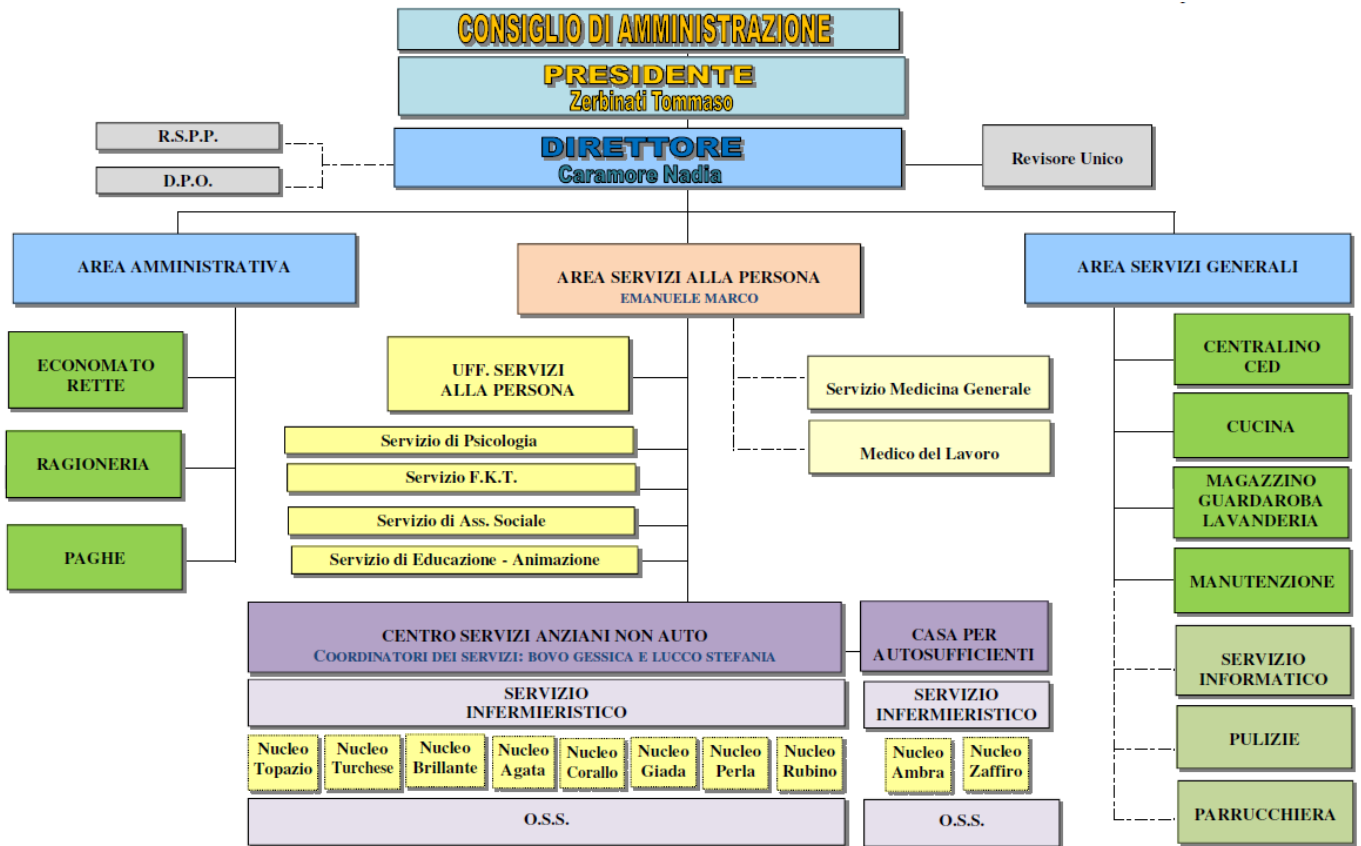 CONSIGLIO DI AMMINISTRAZIONE
PRESIDENTE
Zerbinati Tommaso
R.S.P.P.
D.P.O.
DIRETTORE
Caramore Nadia
Revisore Unico
AREA AMMINISTRATIVA
AREA SERVIZI ALLA PERSONA
EMANUELE MARCO
AREA SERVIZI GENERALI
ECONOMATO
RETTE
RAGIONERIA
PAGHE
UFF. SERVIZI
ALLA PERSONA
Servizio di Psicologia
Servizio F.K.T.
Servizio di Ass. Sociale
Servizio di Educazione - Animazione
Servizio Medicina Generale
Medico del Lavoro
CENTRALINO
CED
CUCINA
MAGAZZINO
GUARDAROBA
LAVANDERIA
MANUTENZIONE
SERVIZIO
INFORMATICO
PULIZIE
PARRUCCHIERA
CENTRO SERVIZI ANZIANI NON AUTO
COORDINATORI DEI SERVIZI: BOVO GESSICA E LUCCO STEFANIA
SERVIZIO
INFERMIERISTICO
Nucleo
Topazio
Nucleo
Turchese
Nucleo
Brillante
Nucleo
Agata
Nucleo
Corallo
Nucleo
Giada
Nucleo
Perla
Nucleo
Rubino
O.S.S.
CASA PER
AUTOSUFFICIENTI
SERVIZIO
INFERMIERISTICO
Nucleo
Ambra
Nucleo
Zaffiro
O.S.S.